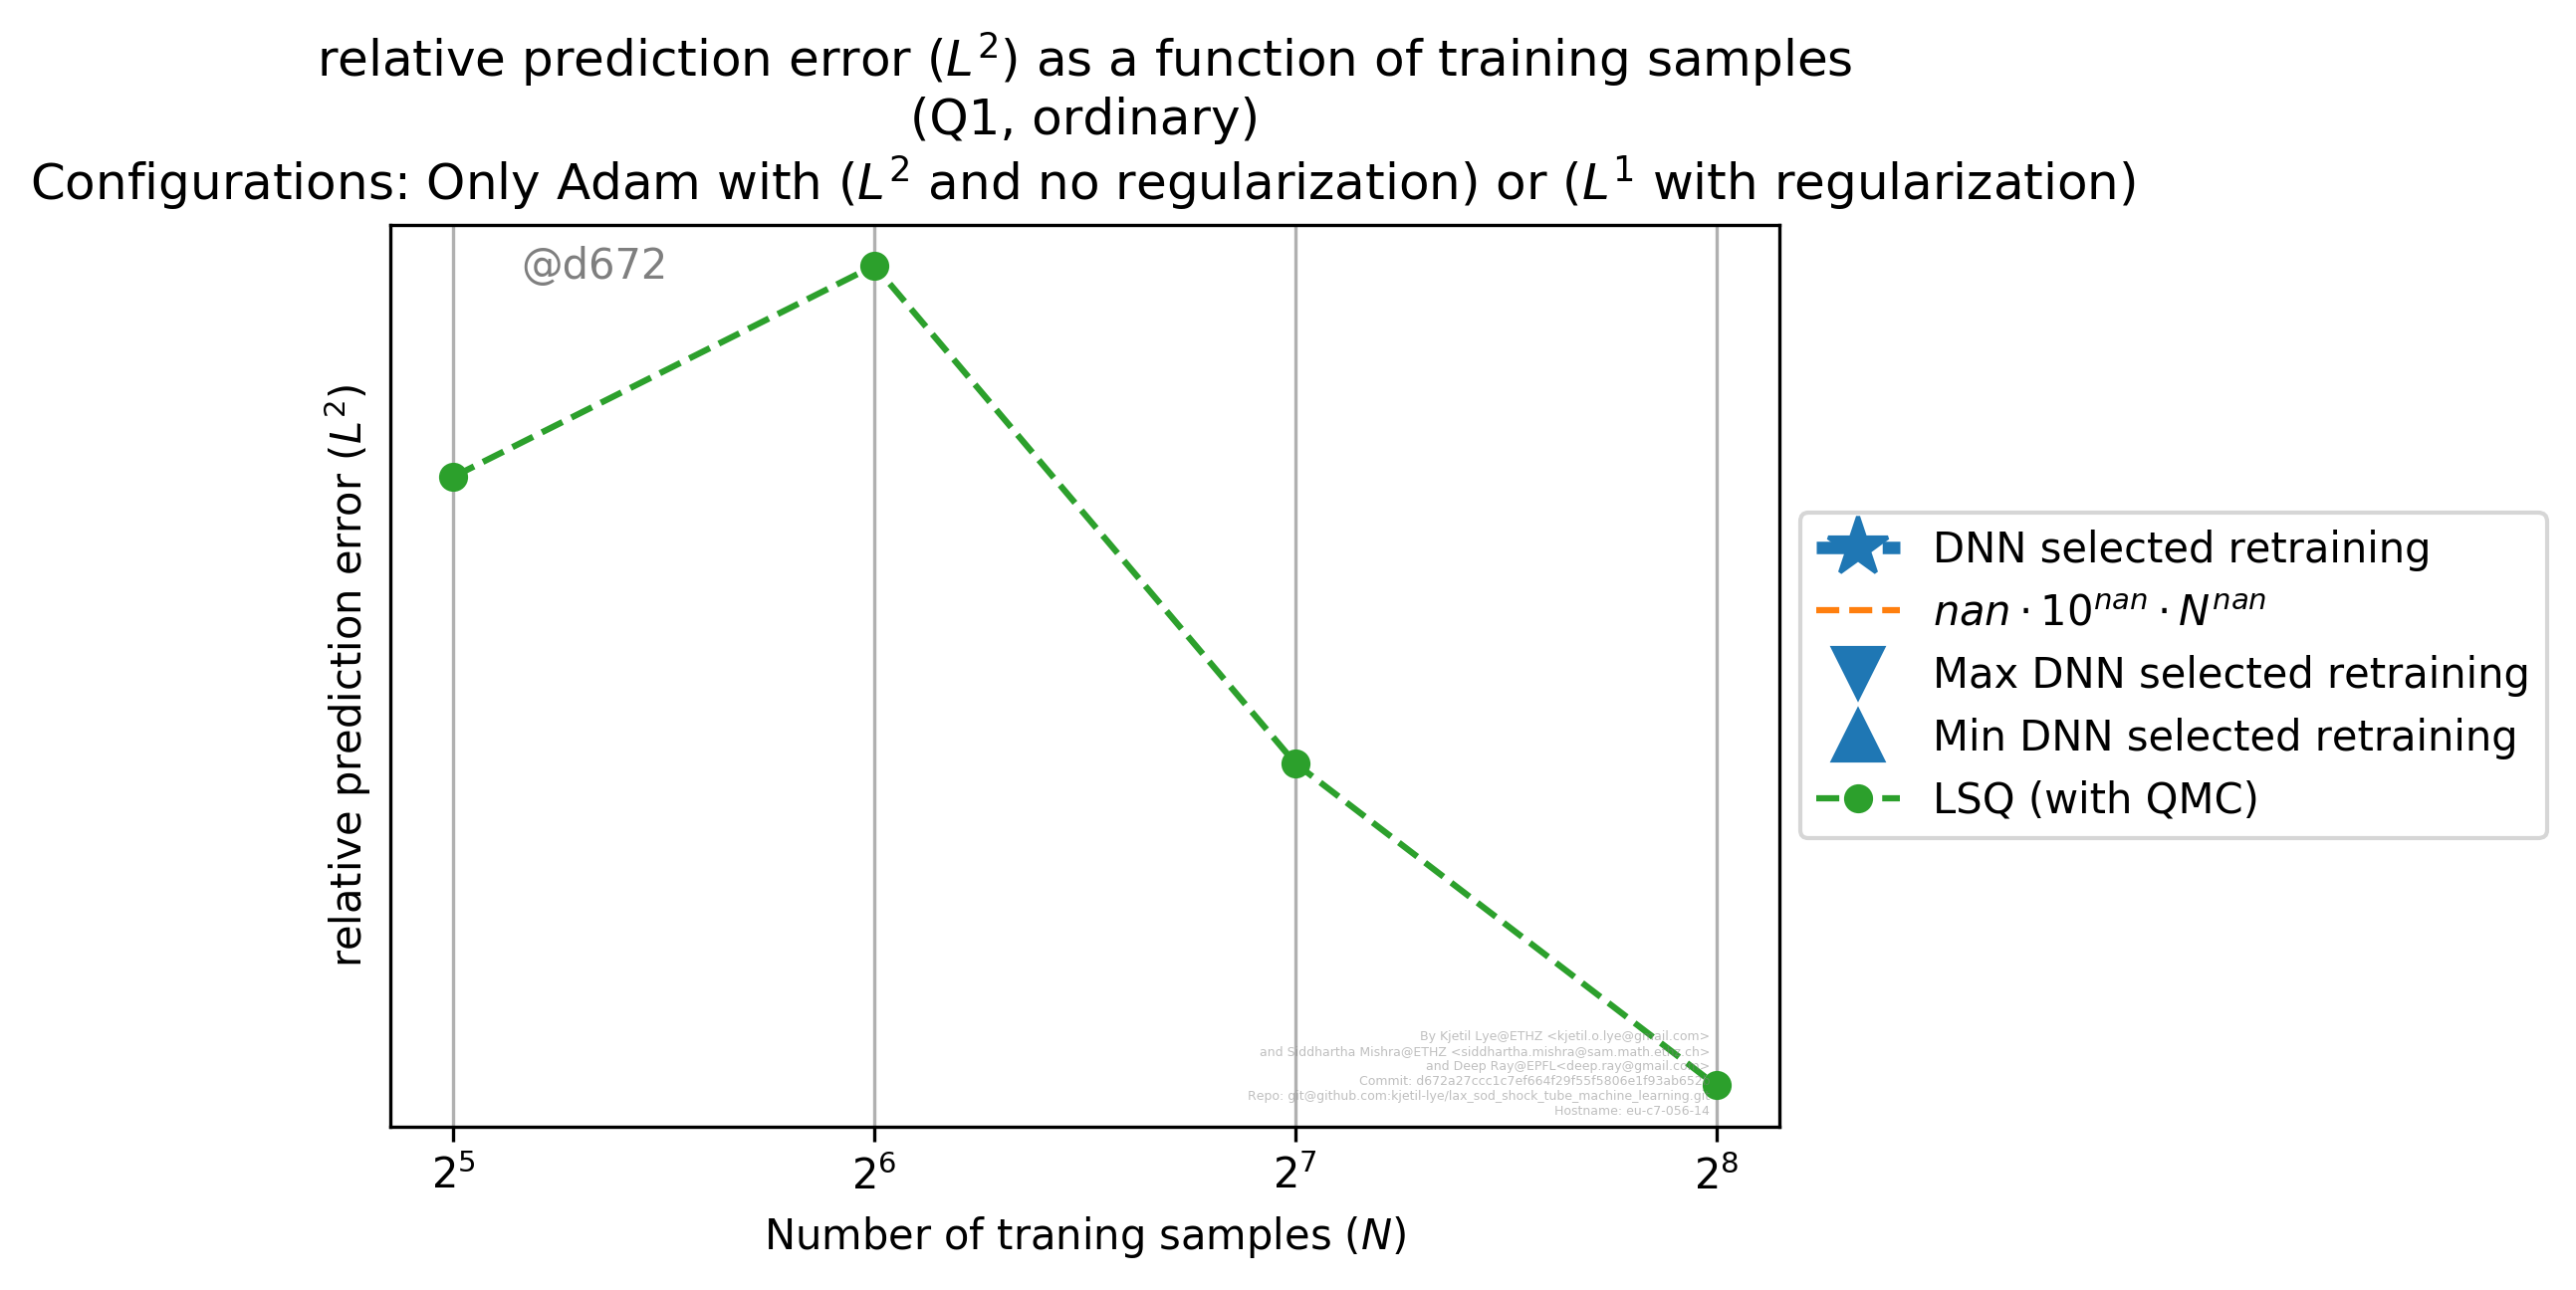 relative prediction error (L²) as a function of training samples
(Q1, ordinary)
Configurations: Only Adam with (L² and no regularization) or (L¹ with regularization)
@d672
relative prediction error (L²)
By Kjetil Lye@ETHZ <kjetil.o.lye@gmail.com>
and Siddhartha Mishra@ETHZ <siddhartha.mishra@sam.math.ethz.ch>
and Deep Ray@EPFL<deep.ray@gmail.com>
Commit:
Repo: git@github.com:kjetil-lye/lax_sod_shock_tube_machine_learning.git
Hostname: eu-c7-056-14
2⁵ 2⁶ 2⁷ 2⁸
Number of traning samples (N)
DNN selected retraining
nan · 10ⁿᵃⁿ · Nⁿᵃⁿ
Max DNN selected retraining
Min DNN selected retraining
LSQ (with QMC)